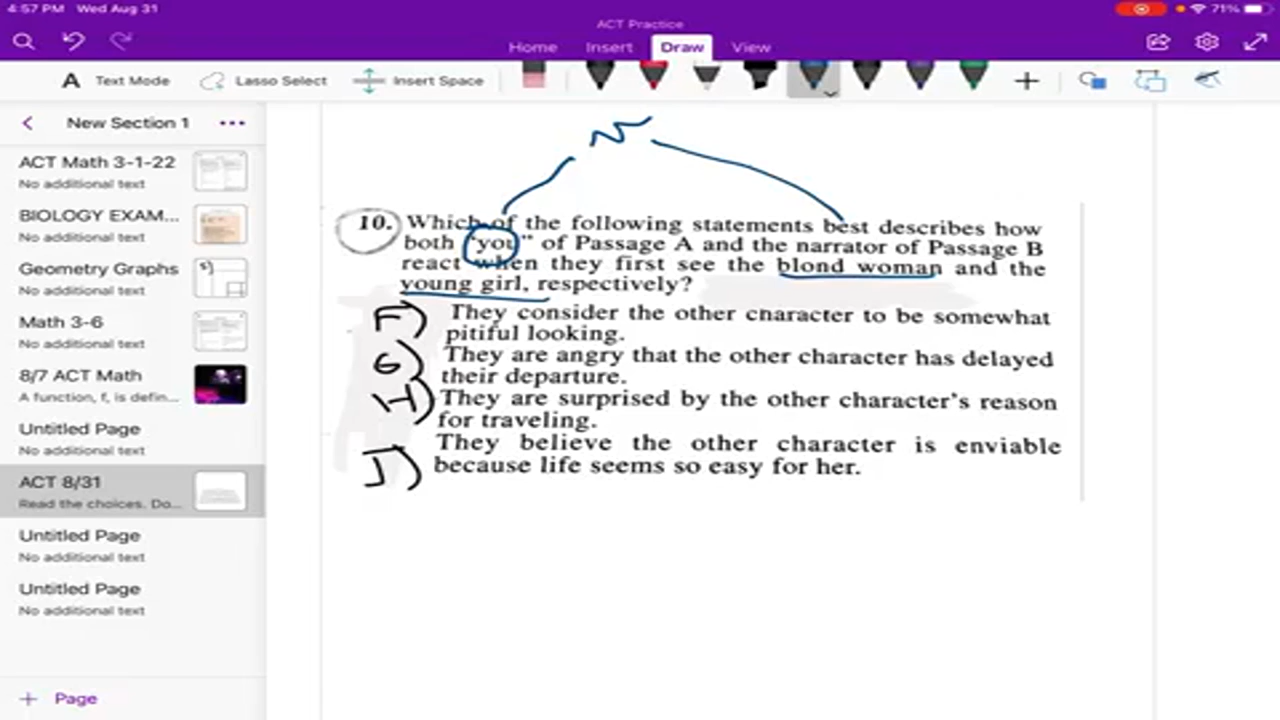 4:57 PM Wed Aug 31
71%
ACT Practice
Home Insert Draw View
A Text Mode Lasso Select Insert Space
New Section 1
ACT Math 3-1-22
No additional text
BIOLOGY EXAM...
No additional text
Geometry Graphs
No additional text
Math 3-6
No additional text
8/7 ACT Math
A function, f, is defin...
Untitled Page
No additional text
ACT 8/31
Read the choices. Do...
Untitled Page
No additional text
Untitled Page
No additional text
+ Page
10. Which of the following statements best describes how
both "you" of Passage A and the narrator of Passage B
react when they first see the blond woman and the
young girl, respectively?
F) They consider the other character to be somewhat
pitiful looking.
G) They are angry that the other character has delayed
their departure.
H) They are surprised by the other character's reason
for traveling.
J) They believe the other character is enviable
because life seems so easy for her.